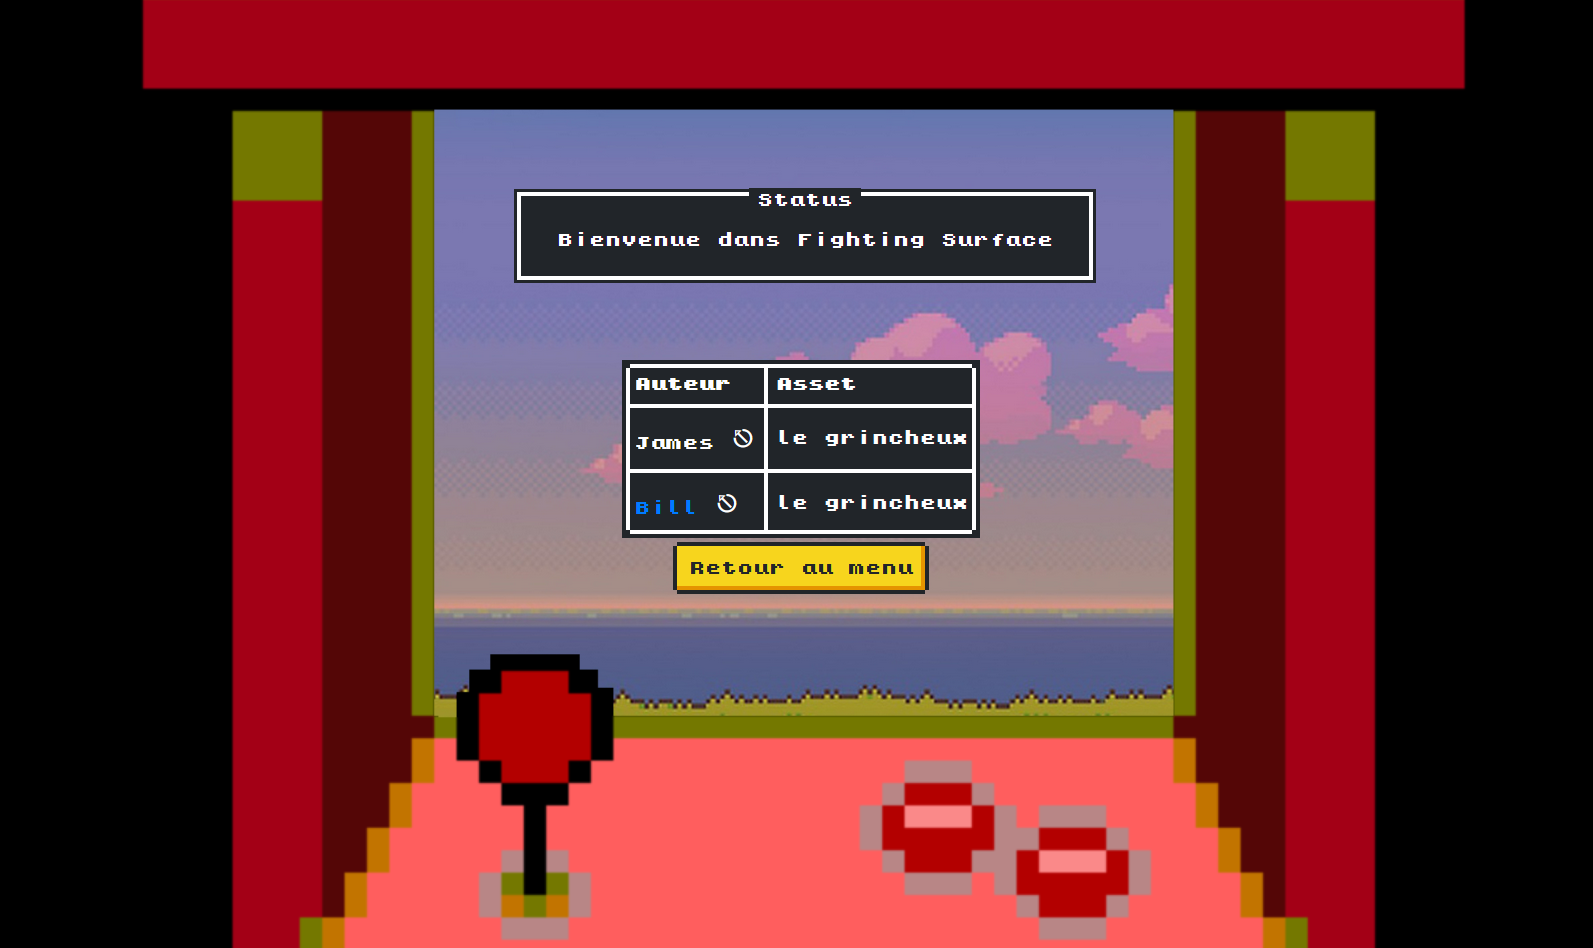 Status
Bienvenue dans Fighting Surface
Auteur Asset
James le grincheux
Bill le grincheux
Retour au menu